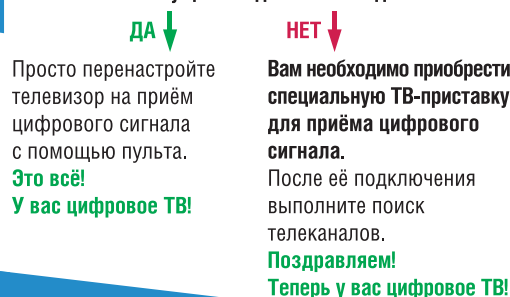 ДА
Просто перенастройте
телевизор на приём
цифрового сигнала
с помощью пульта.
Это всё!
У вас цифровое ТВ!
НЕТ
Вам необходимо приобрести
специальную ТВ-приставку
для приёма цифрового
сигнала.
После её подключения
выполните поиск
телеканалов.
Поздравляем!
Теперь у вас цифровое ТВ!